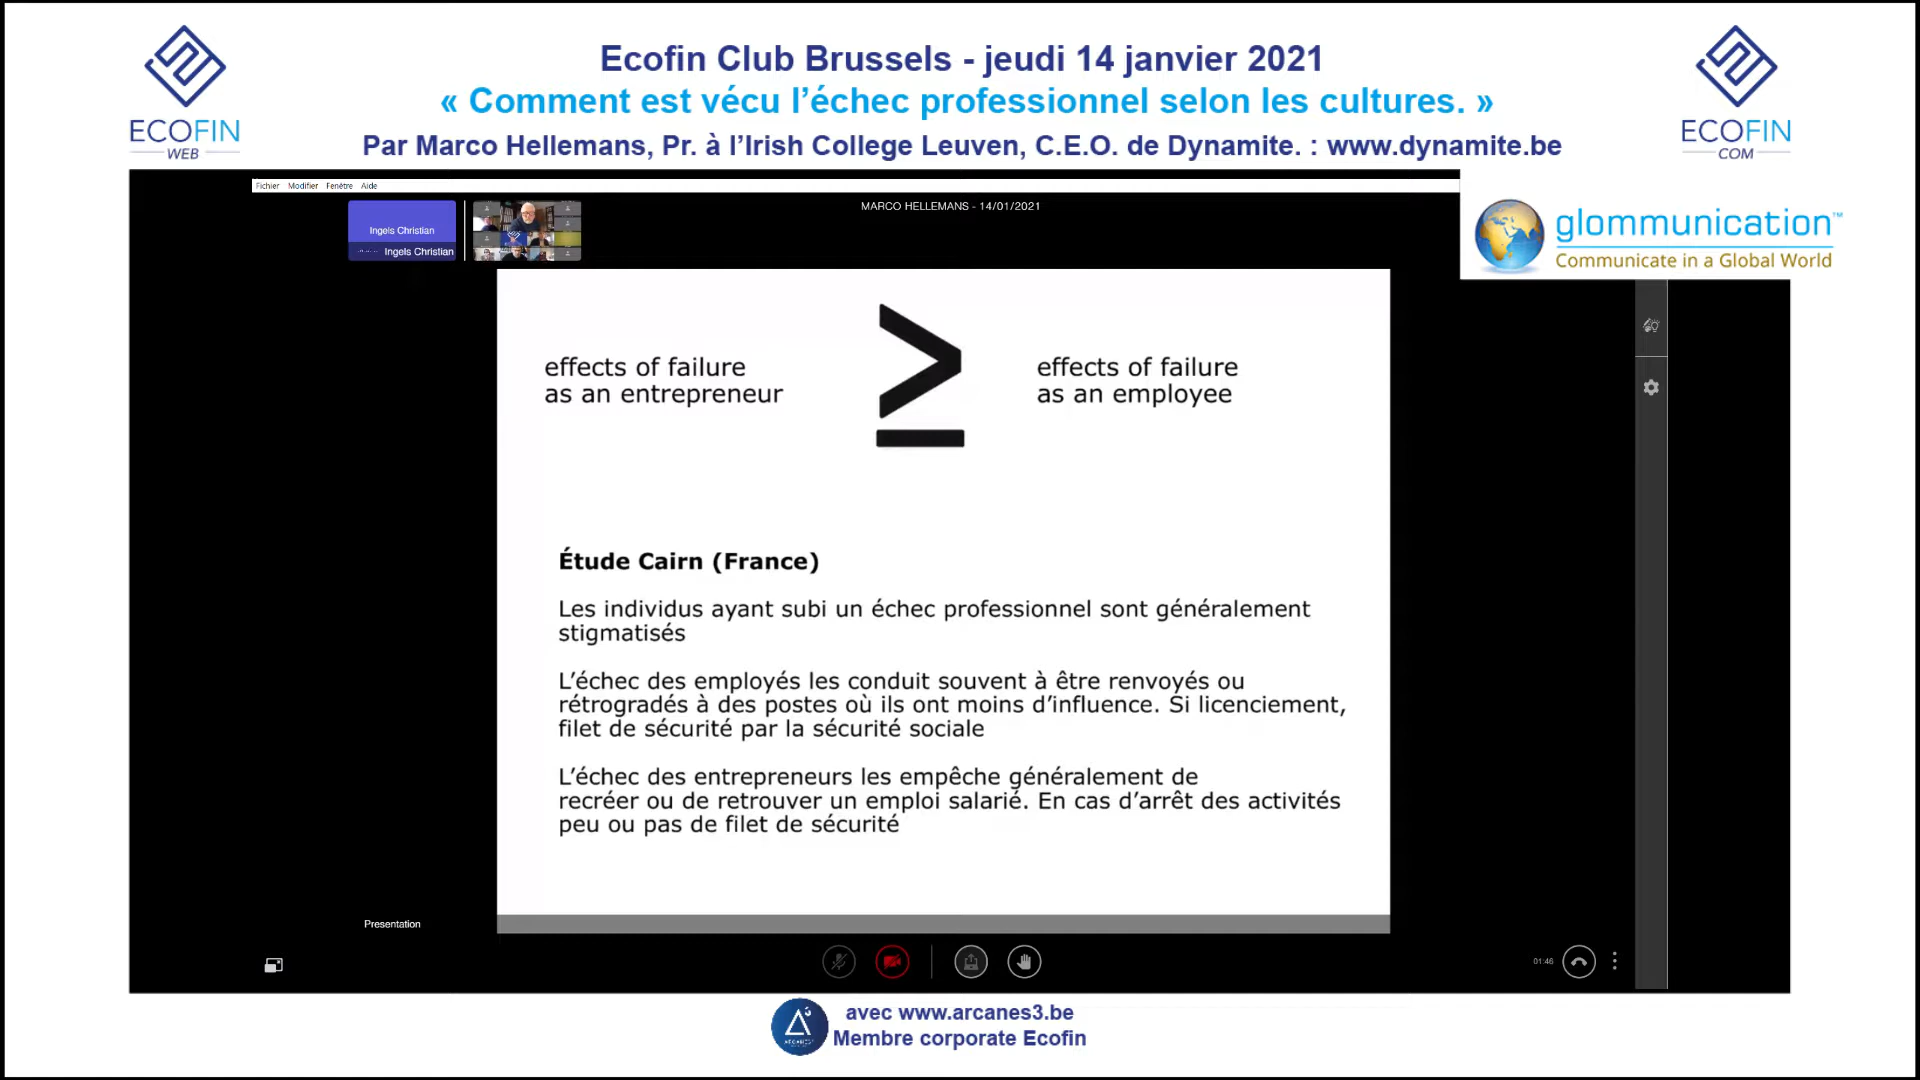 Ecofin Club Brussels - jeudi 14 janvier 2021
« Comment est vécu l’échec professionnel selon les cultures. »
Par Marco Hellemans, Pr. à l’Irish College Leuven, C.E.O. de Dynamite. : www.dynamite.be
ECOFIN
WEB
ECOFIN
COM
Fichier Modifier Fenêtre Aide
MARCO HELLEMANS - 14/01/2021
Ingels Christian
Ingels Christian
glommunication™
Communicate in a Global World
effects of failure
as an entrepreneur
≥
effects of failure
as an employee
Étude Cairn (France)
Les individus ayant subi un échec professionnel sont généralement
stigmatisés
L’échec des employés les conduit souvent à être renvoyés ou
rétrogradés à des postes où ils ont moins d’influence. Si licenciement,
filet de sécurité par la sécurité sociale
L’échec des entrepreneurs les empêche généralement de
recréer ou de retrouver un emploi salarié. En cas d’arrêt des activités
peu ou pas de filet de sécurité
Presentation
01:46
ARCANES³
avec www.arcanes3.be
Membre corporate Ecofin